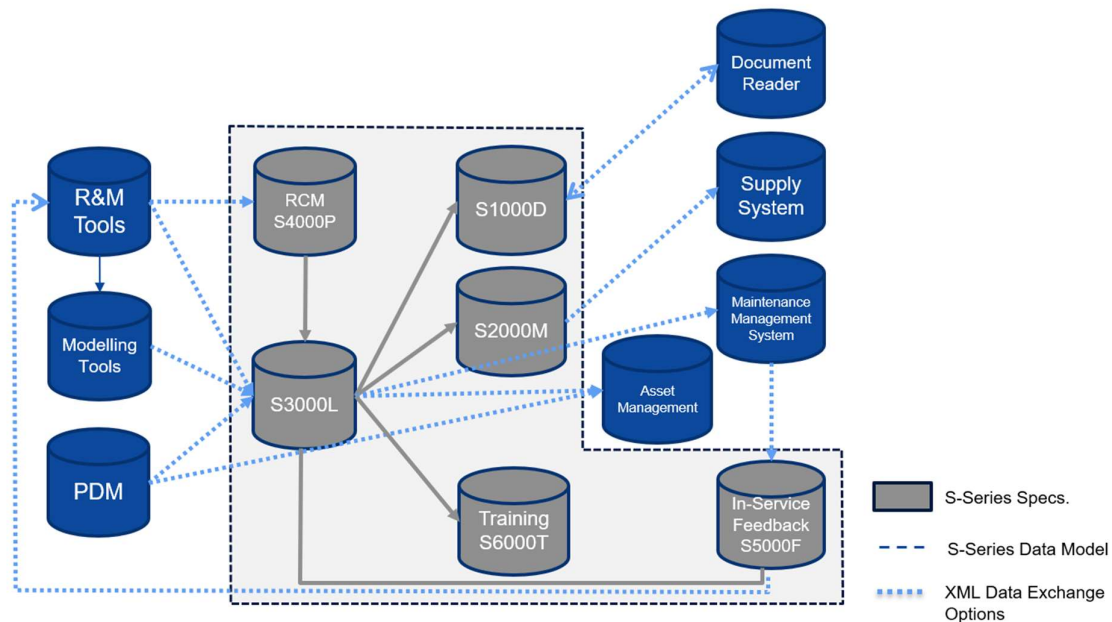 Document
Reader
R&M
Tools
RCM
S4000P
S1000D
Supply
System
Modelling
Tools
S2000M
Maintenance
Management
System
S3000L
Asset
Management
PDM
Training
S6000T
In-Service
Feedback
S5000F
S-Series Specs.
S-Series Data Model
XML Data Exchange
Options